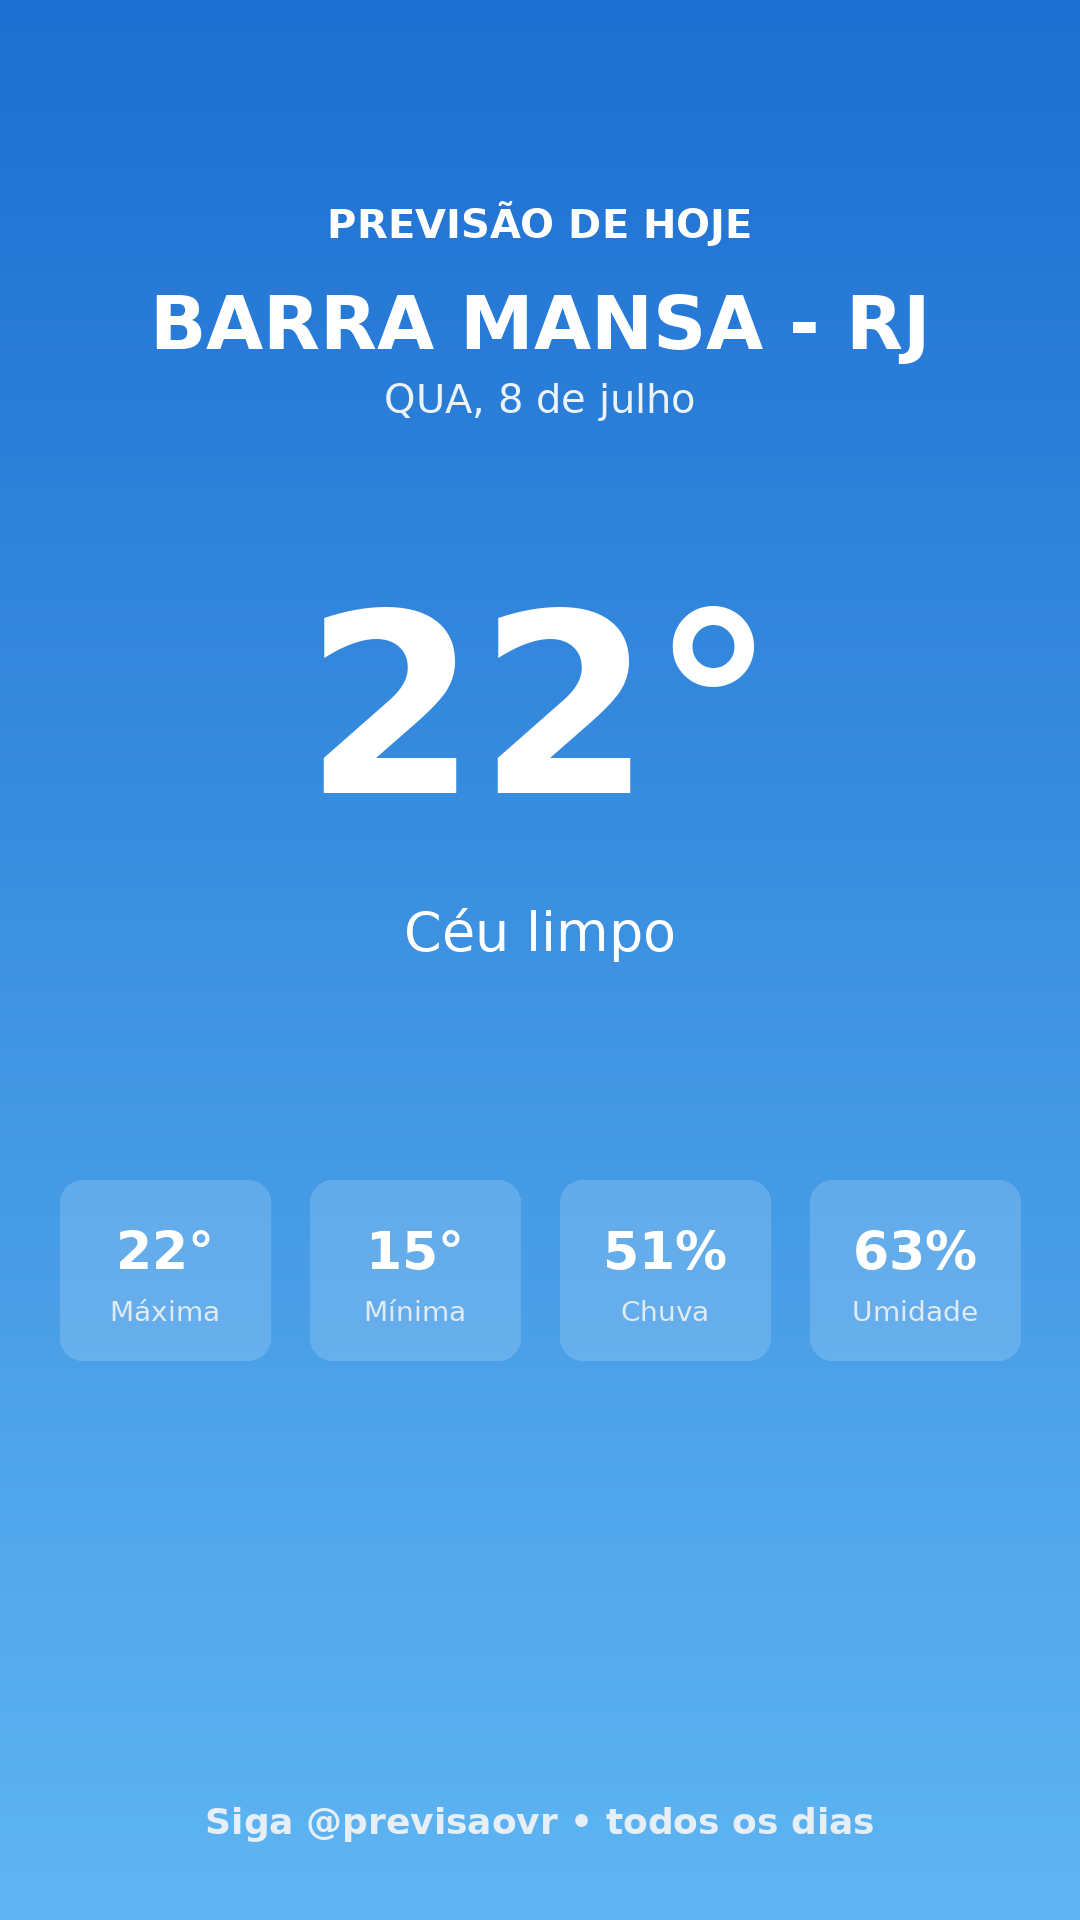 PREVISÃO DE HOJE
BARRA MANSA - RJ
QUA, 8 de julho
22°
Céu limpo
22° 15° 51% 63%
Máxima Mínima Chuva Umidade
Siga @previsaovr • todos os dias